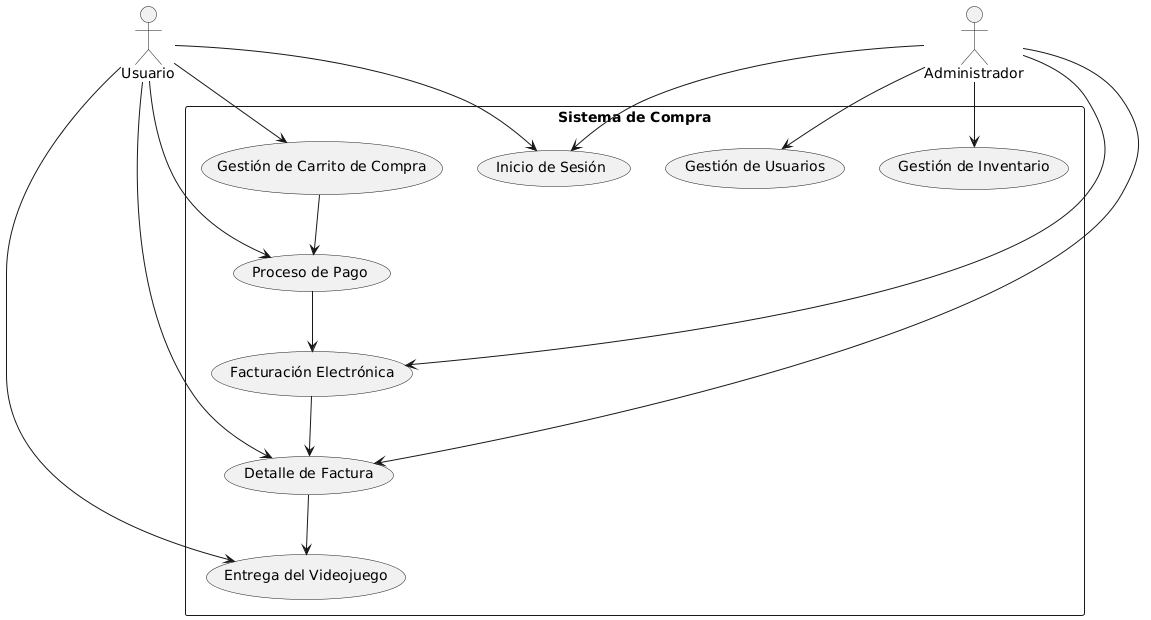 Usuario
Administrador
Sistema de Compra
Gestión de Carrito de Compra
Inicio de Sesión
Gestión de Usuarios
Gestión de Inventario
Proceso de Pago
Facturación Electrónica
Detalle de Factura
Entrega del Videojuego